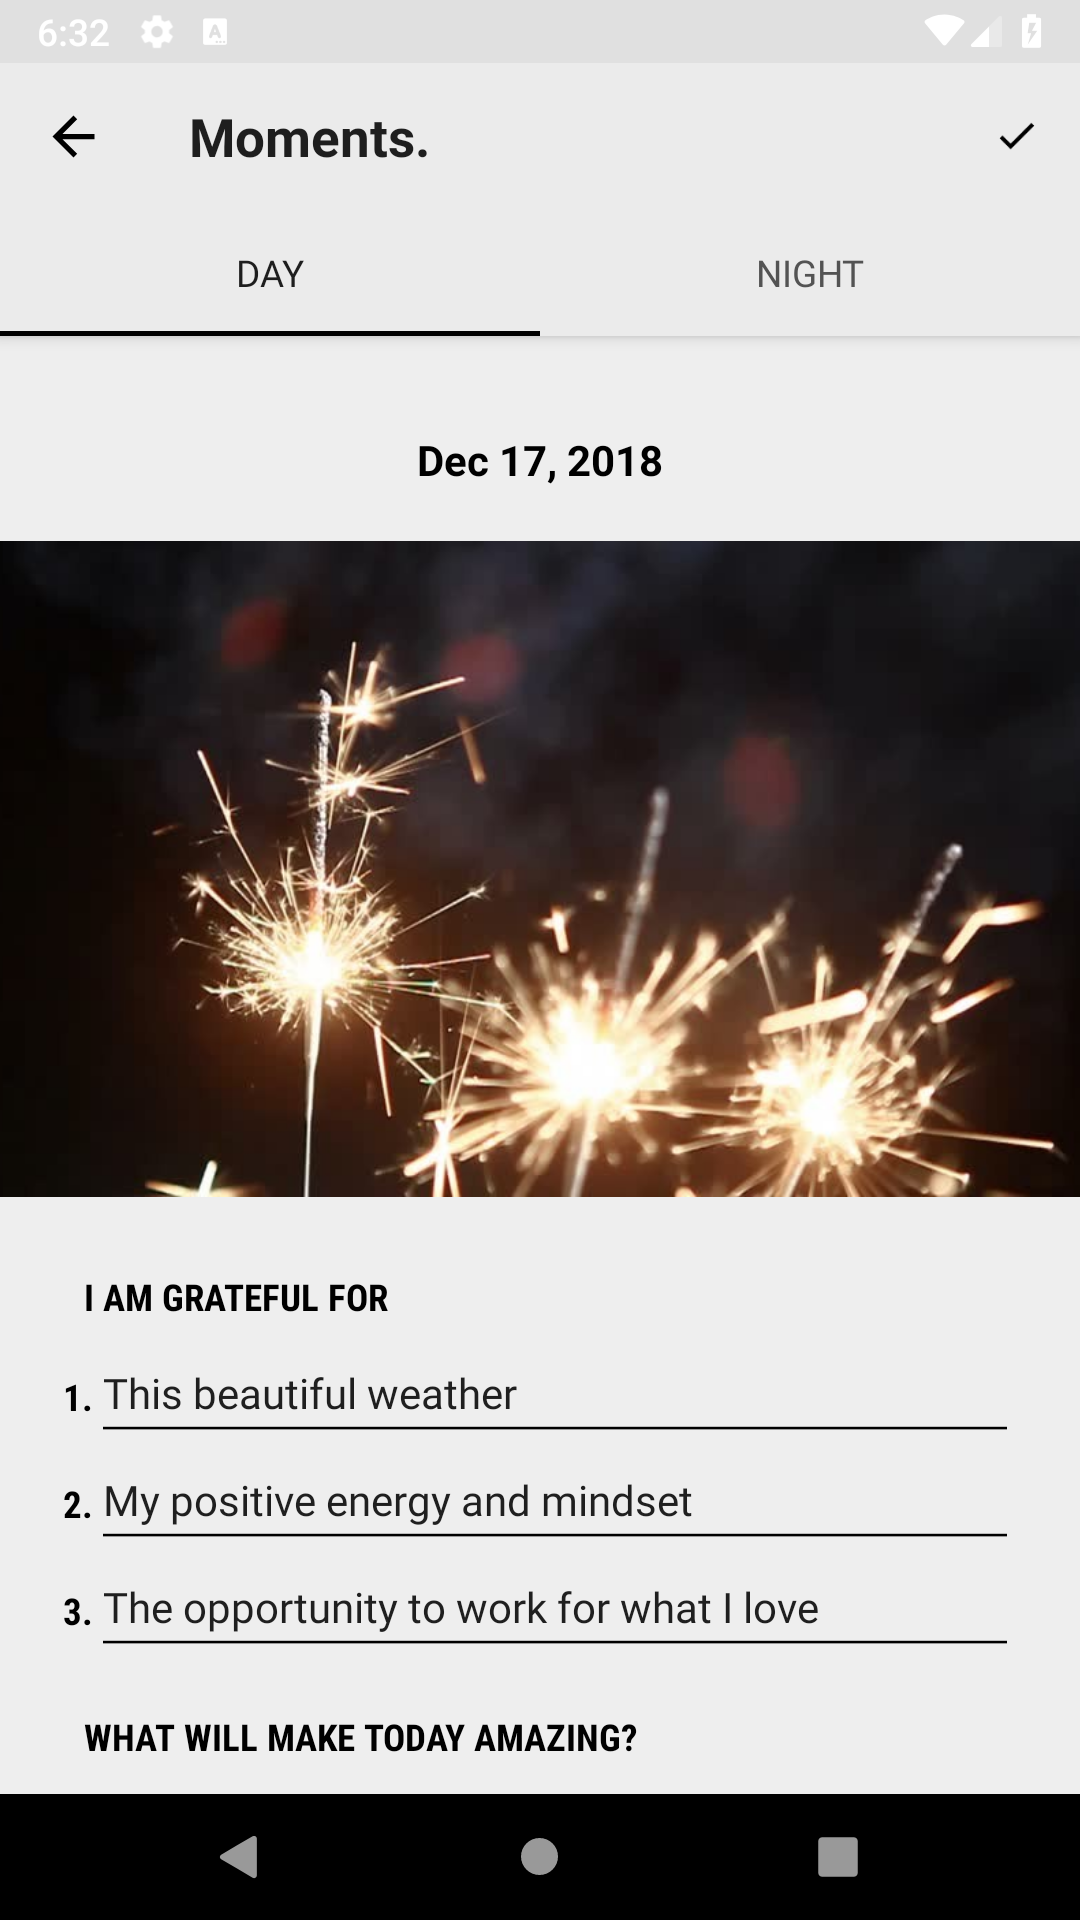 6:32
Moments.
DAY NIGHT
Dec 17, 2018
I AM GRATEFUL FOR
1. This beautiful weather
2. My positive energy and mindset
3. The opportunity to work for what I love
WHAT WILL MAKE TODAY AMAZING?